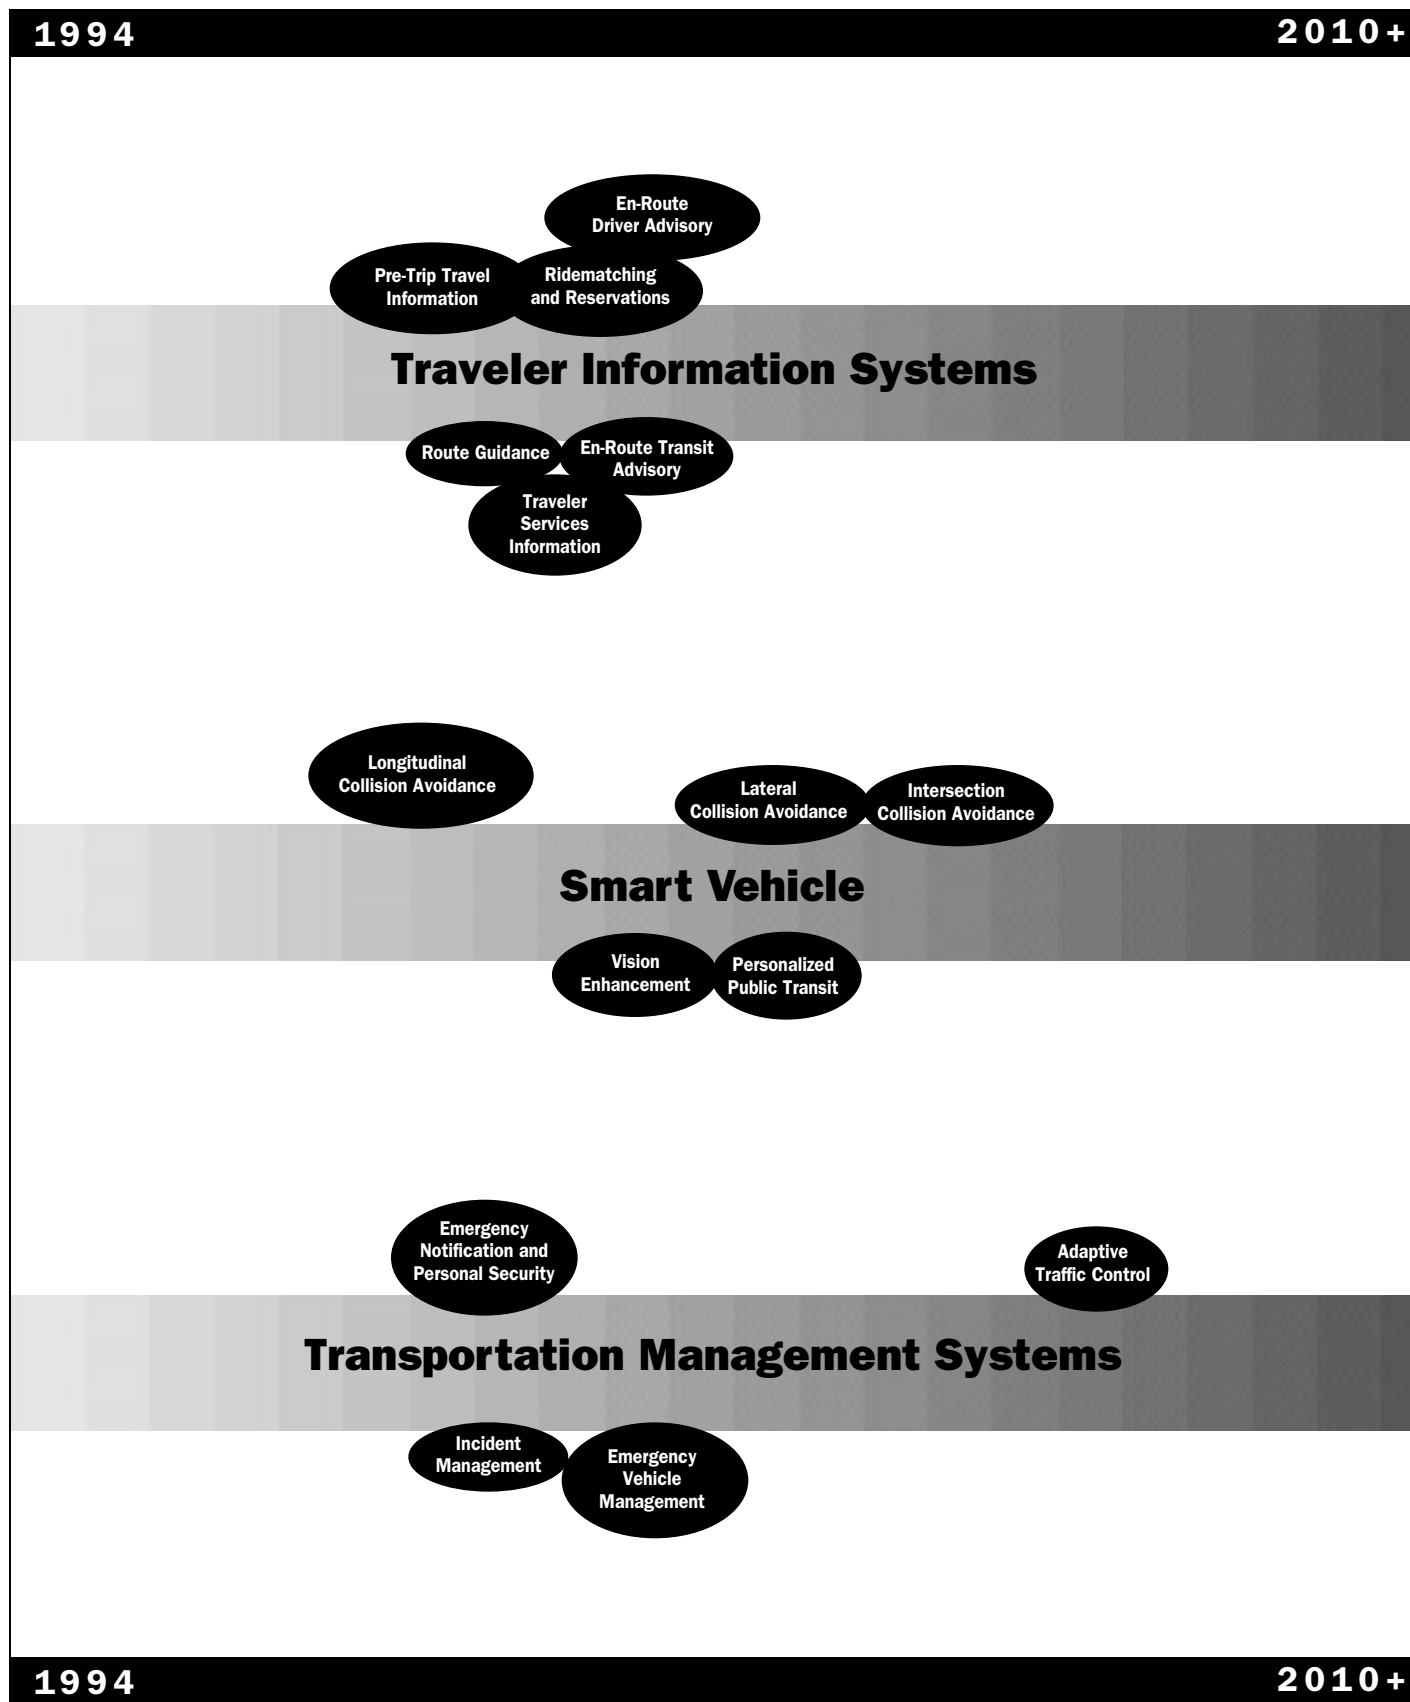 1994
2010+
En-Route
Driver Advisory
Pre-Trip Travel
Information
Ridematching
and Reservations
Traveler Information Systems
Route Guidance
En-Route Transit
Advisory
Traveler
Services
Information
Longitudinal
Collision Avoidance
Lateral
Collision Avoidance
Intersection
Collision Avoidance
Smart Vehicle
Vision
Enhancement
Personalized
Public Transit
Emergency
Notification and
Personal Security
Adaptive
Traffic Control
Transportation Management Systems
Incident
Management
Emergency
Vehicle
Management
1994
2010+